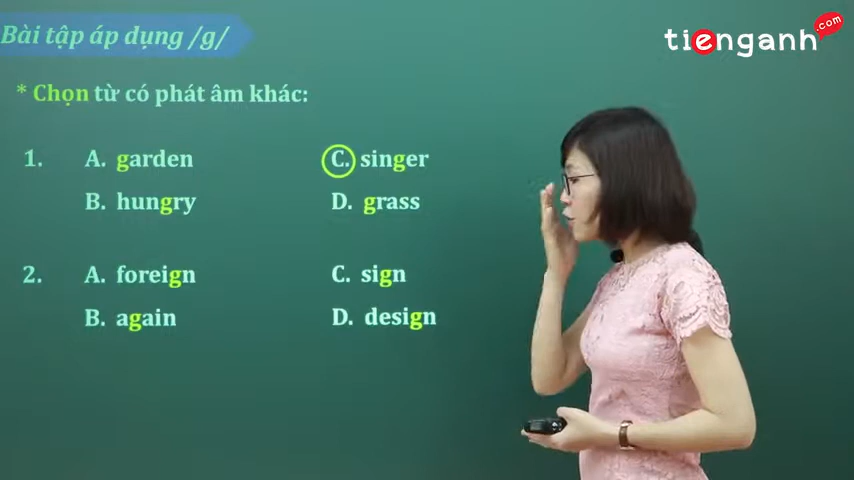 Bài tập áp dụng /g/
tienganh.com
* Chọn từ có phát âm khác:
1. A. garden C. singer
B. hungry D. grass
2. A. foreign C. sign
B. again D. design